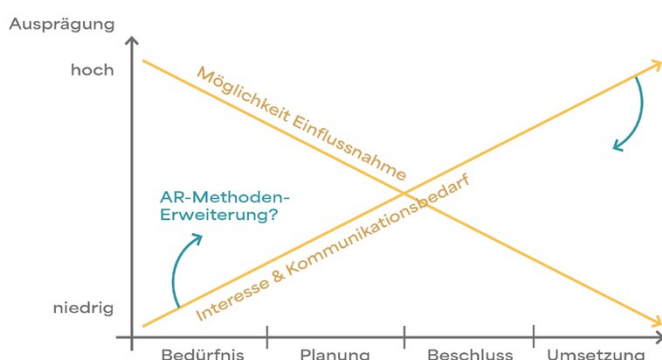 Ausprägung
hoch
Möglichkeit Einflussnahme
AR-Methoden-
Erweiterung?
Interesse & Kommunikationsbedarf
niedrig
Bedürfnis
Planung
Beschluss
Umsetzung